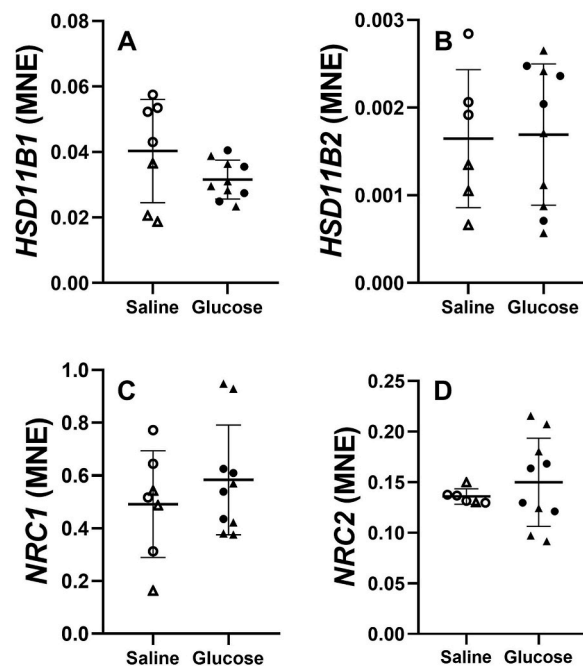 A
HSD11B1 (MNE)
0.08
0.06
0.04
0.02
0.00
Saline Glucose
B
HSD11B2 (MNE)
0.003
0.002
0.001
0.000
Saline Glucose
C
NRC1 (MNE)
1.0
0.8
0.6
0.4
0.2
0.0
Saline Glucose
D
NRC2 (MNE)
0.25
0.20
0.15
0.10
0.05
0.00
Saline Glucose